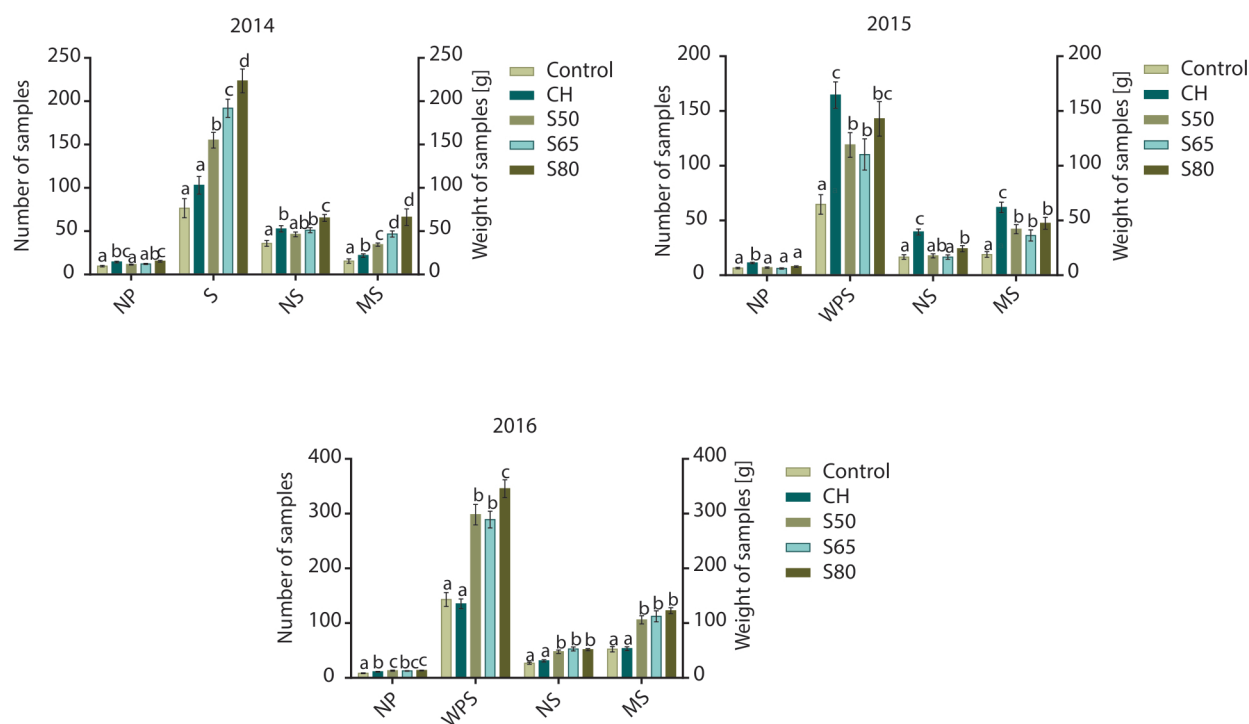 2014
Number of samples
250
200
150
100
50
0
a bc a ab c
a a b c d
a b ab b c
a b c d d
NP
S
NS
MS
250
200
150
100
50
0
Weight of samples [g]
Control
CH
S50
S65
S80
2015
Number of samples
200
150
100
50
0
a b a a a
a c b b bc
a c ab a b
a c b b b
NP
WPS
NS
MS
200
150
100
50
0
Weight of samples [g]
Control
CH
S50
S65
S80
2016
Number of samples
400
300
200
100
0
a b c bc c
a a b b c
a a b b b
a a b b b
NP
WPS
NS
MS
400
300
200
100
0
Weight of samples [g]
Control
CH
S50
S65
S80